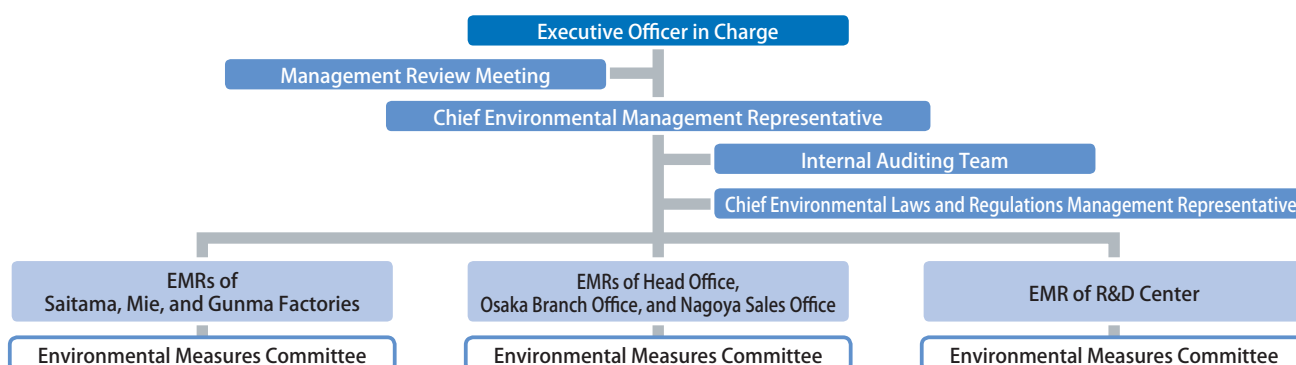 Executive Officer in Charge
Management Review Meeting
Chief Environmental Management Representative
Internal Auditing Team
Chief Environmental Laws and Regulations Management Representative
EMRs of
Saitama, Mie, and Gunma Factories
EMRs of Head Office,
Osaka Branch Office, and Nagoya Sales Office
EMR of R&D Center
Environmental Measures Committee
Environmental Measures Committee
Environmental Measures Committee